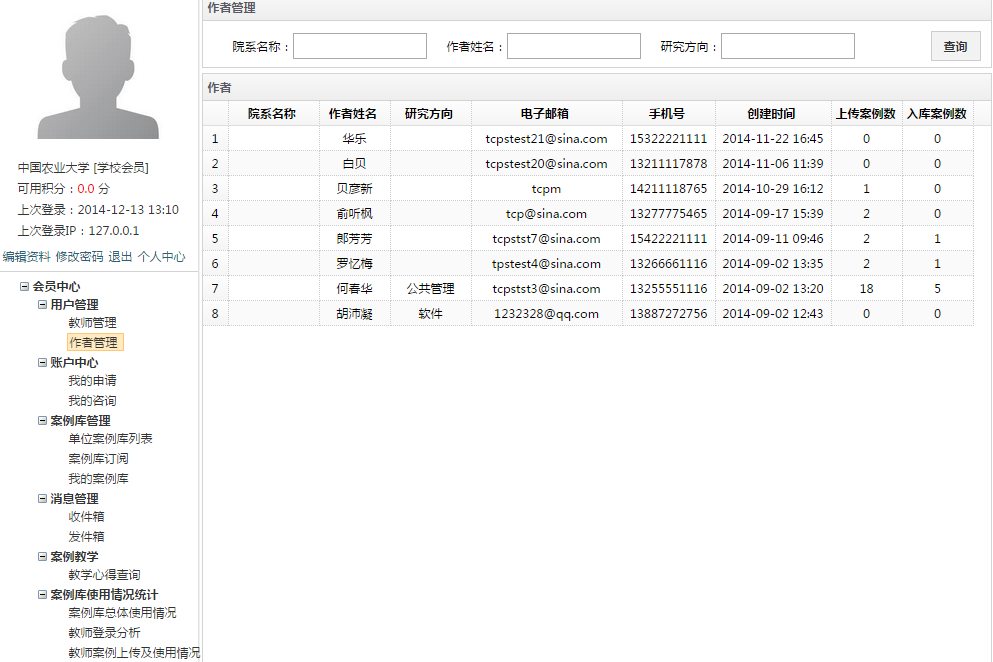 中国农业大学 [学校会员]
可用积分：0.0 分
上次登录：2014-12-13 13:10
上次登录IP：127.0.0.1
编辑资料 修改密码 退出 个人中心
会员中心
用户管理
教师管理
作者管理
账户中心
我的申请
我的咨询
案例库管理
单位案例库列表
案例库订阅
我的案例库
消息管理
收件箱
发件箱
案例教学
教学心得查询
案例库使用情况统计
案例库总体使用情况
教师登录分析
教师案例上传及使用情况
作者管理
院系名称： 作者姓名： 研究方向： 查询
作者
院系名称 作者姓名 研究方向 电子邮箱 手机号 创建时间 上传案例数 入库案例数
1 华乐 tcpstest21@sina.com 15322221111 2014-11-22 16:45 0 0
2 白贝 tcpstest20@sina.com 13211117878 2014-11-06 11:39 0 0
3 贝彦新 tcpm 14211118765 2014-10-29 16:12 1 0
4 俞听枫 tcp@sina.com 13277775465 2014-09-17 15:39 2 0
5 郎芳芳 tcpstst7@sina.com 15422221111 2014-09-11 09:46 2 1
6 罗忆梅 tpstest4@sina.com 13266661116 2014-09-02 13:35 2 1
7 何春华 公共管理 tcpstst3@sina.com 13255551116 2014-09-02 13:20 18 5
8 胡沛凝 软件 1232328@qq.com 13887272756 2014-09-02 12:43 0 0